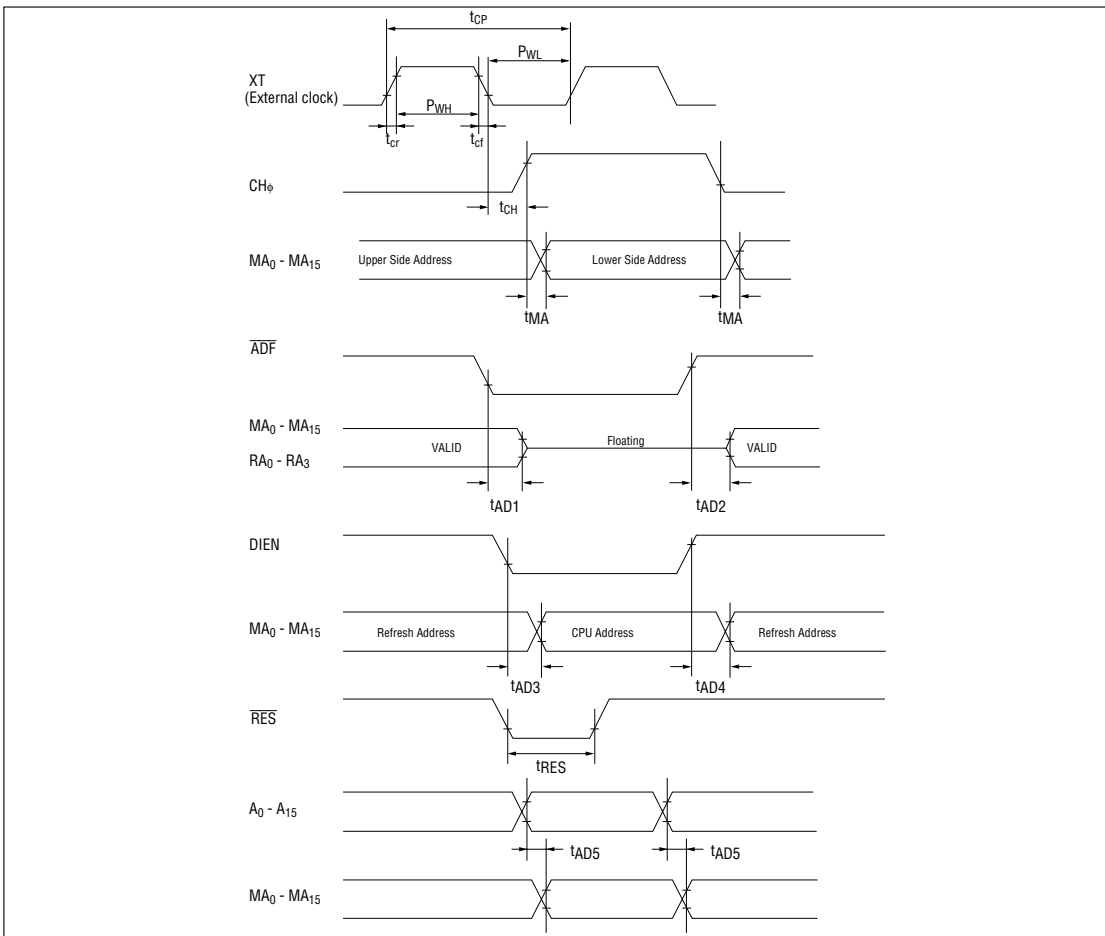 tCP
PWL
XT
(External clock)
PWH
tcr
tcf
CHϕ
tCH
MA0 - MA15
Upper Side Address
Lower Side Address
tMA
tMA
ADF
MA0 - MA15
VALID
Floating
VALID
RA0 - RA3
tAD1
tAD2
DIEN
MA0 - MA15
Refresh Address
CPU Address
Refresh Address
tAD3
tAD4
RES
tRES
A0 - A15
tAD5
tAD5
MA0 - MA15